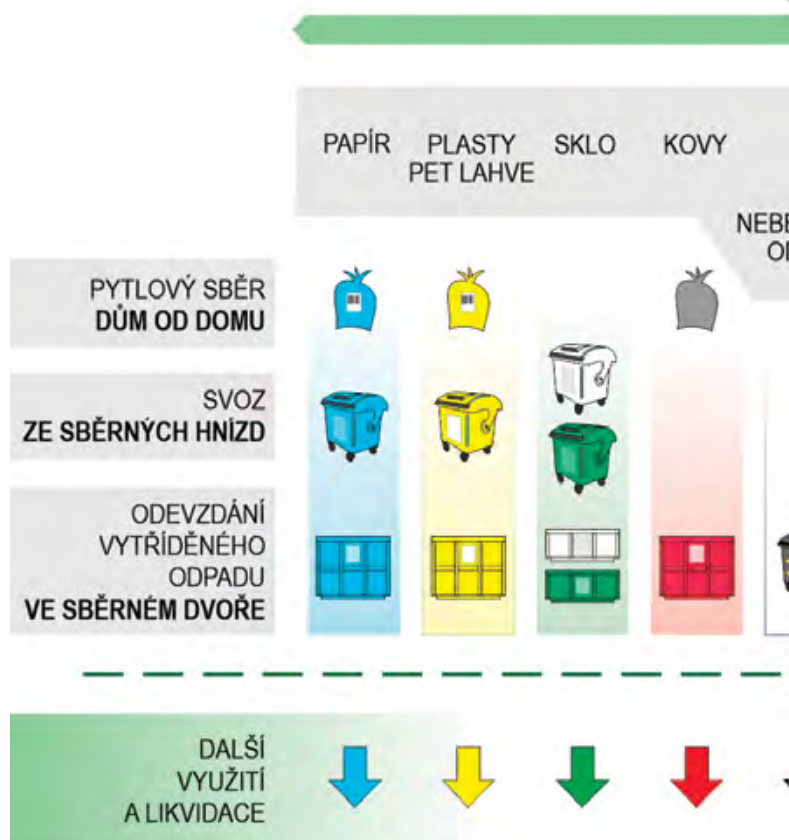 PAPÍR
PLASTY
PET LAHVE
SKLO
KOVY
PYTLOVÝ SBĚR
DŮM OD DOMU
SVOZ
ZE SBĚRNÝCH HNÍZD
ODEVZDÁNÍ
VYTŘÍDĚNÉHO
ODPADU
VE SBĚRNÉM DVOŘE
DALŠÍ
VYUŽITÍ
A LIKVIDACE